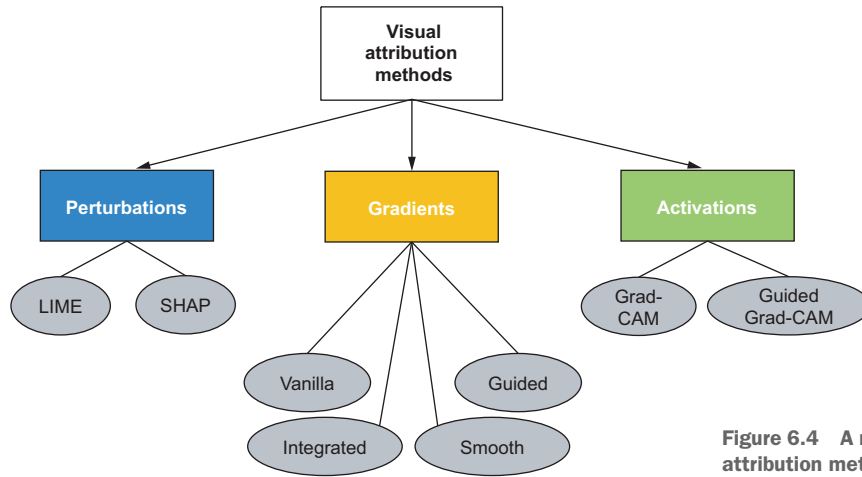 Visual
attribution
methods
Perturbations
Gradients
Activations
LIME
SHAP
Grad-
CAM
Guided
Grad-CAM
Vanilla
Guided
Integrated
Smooth
Figure 6.4 A
attribution